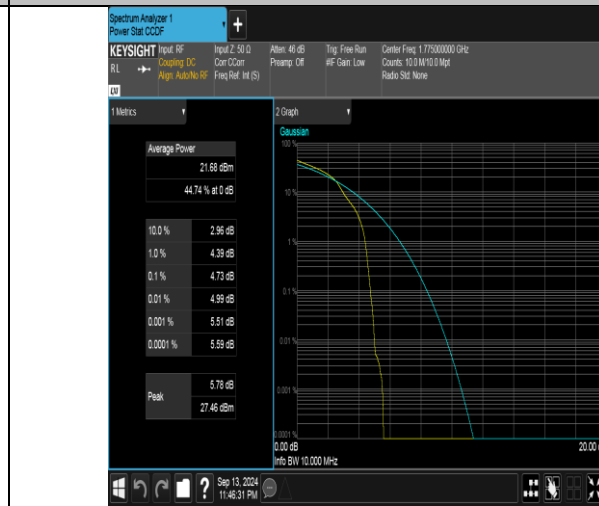 Spectrum Analyzer 1
Power Stat CCDF
+
KEYSIGHT Input: RF Input Z: 50 Ω Atten: 46 dB Trig: Free Run Center Freq: 1.775000000 GHz
RL Coupling: DC Corr CCorr Preamp: Off #IF Gain: Low Counts: 10.0 M/10.0 Mpt
Align: Auto/No RF Freq Ref: Int (S) Radio Std: None
1 Metrics
Average Power
21.68 dBm
44.74 % at 0 dB
10.0 % 2.96 dB
1.0 % 4.39 dB
0.1 % 4.73 dB
0.01 % 4.99 dB
0.001 % 5.51 dB
0.0001 % 5.59 dB
Peak
5.78 dB
27.46 dBm
2 Graph
Gaussian
100 %
10 %
1 %
0.1 %
0.01 %
0.001 %
0.0001 %
0.00 dB 20.00
Info BW 10.000 MHz
? Sep 13, 2024
11:46:31 PM